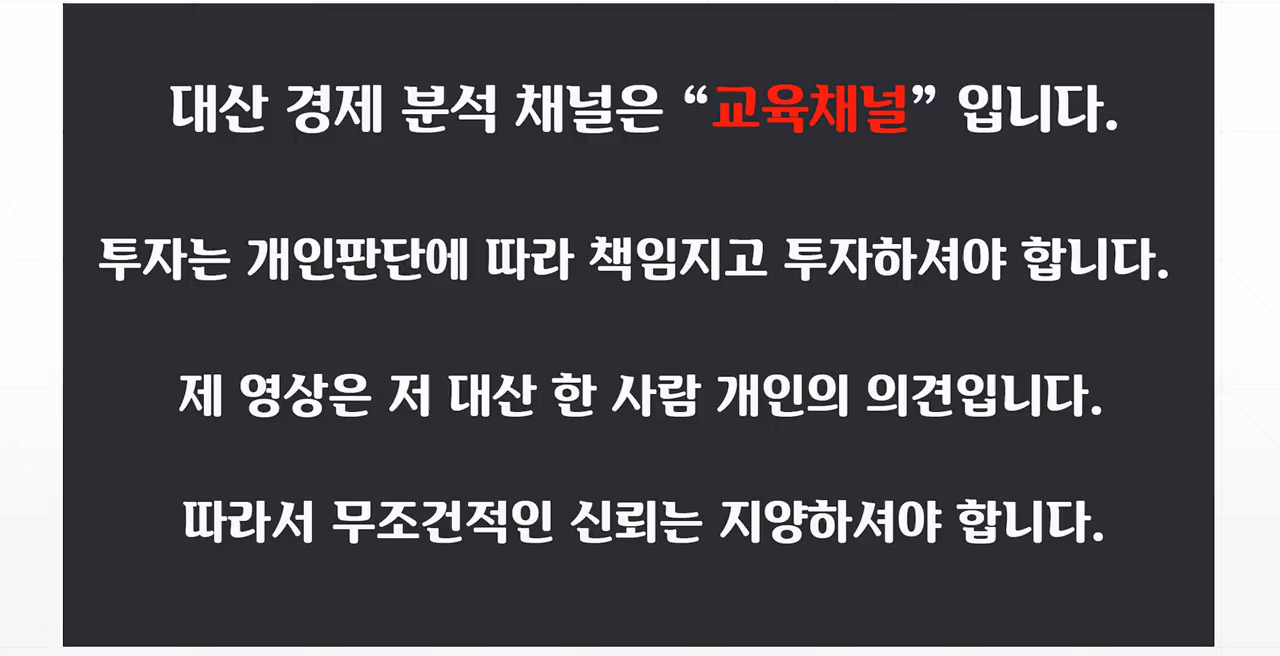 대산 경제 분석 채널은 “교육채널” 입니다.
투자는 개인판단에 따라 책임지고 투자하셔야 합니다.
제 영상은 저 대산 한 사람 개인의 의견입니다.
따라서 무조건적인 신뢰는 지양하셔야 합니다.